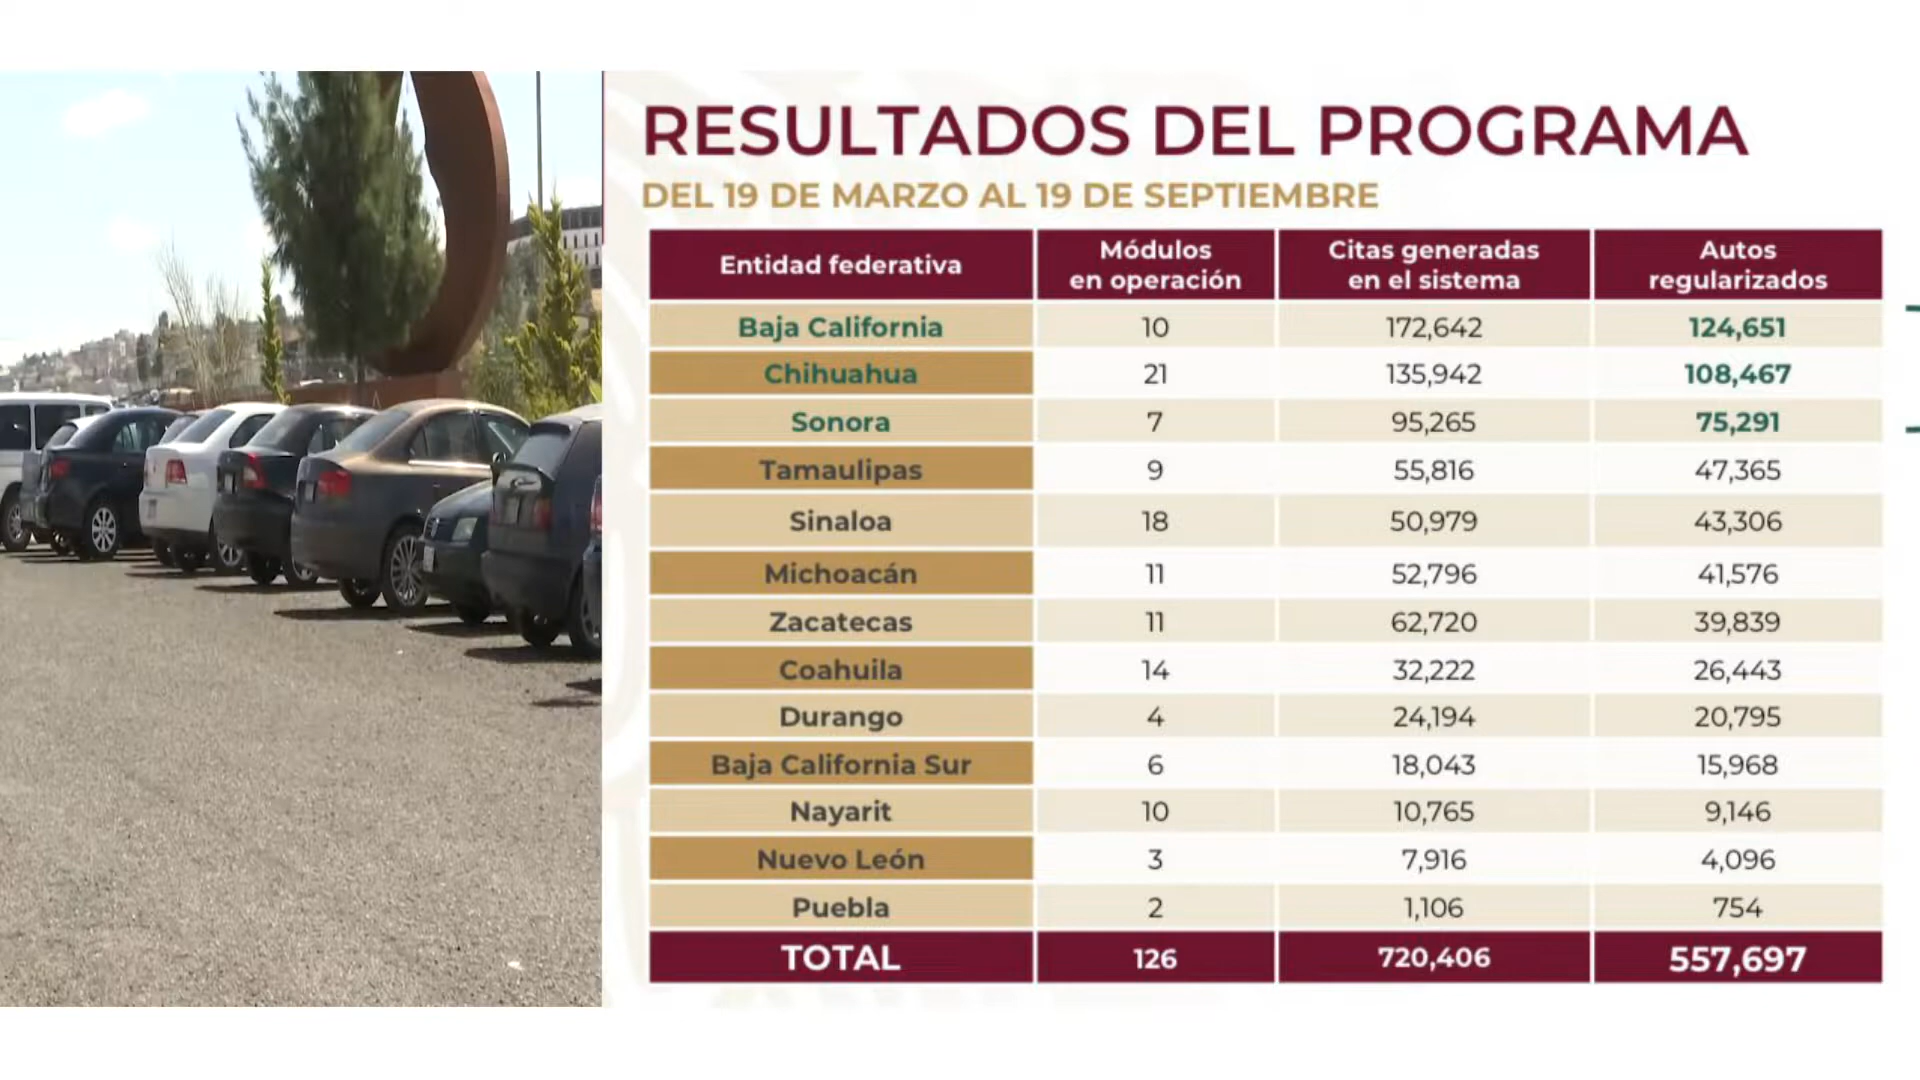 RESULTADOS DEL PROGRAMA
DEL 19 DE MARZO AL 19 DE SEPTIEMBRE
Entidad federativa Módulos en operación Citas generadas en el sistema Autos regularizados
Baja California 10 172,642 124,651
Chihuahua 21 135,942 108,467
Sonora 7 95,265 75,291
Tamaulipas 9 55,816 47,365
Sinaloa 18 50,979 43,306
Michoacán 11 52,796 41,576
Zacatecas 11 62,720 39,839
Coahuila 14 32,222 26,443
Durango 4 24,194 20,795
Baja California Sur 6 18,043 15,968
Nayarit 10 10,765 9,146
Nuevo León 3 7,916 4,096
Puebla 2 1,106 754
TOTAL 126 720,406 557,697